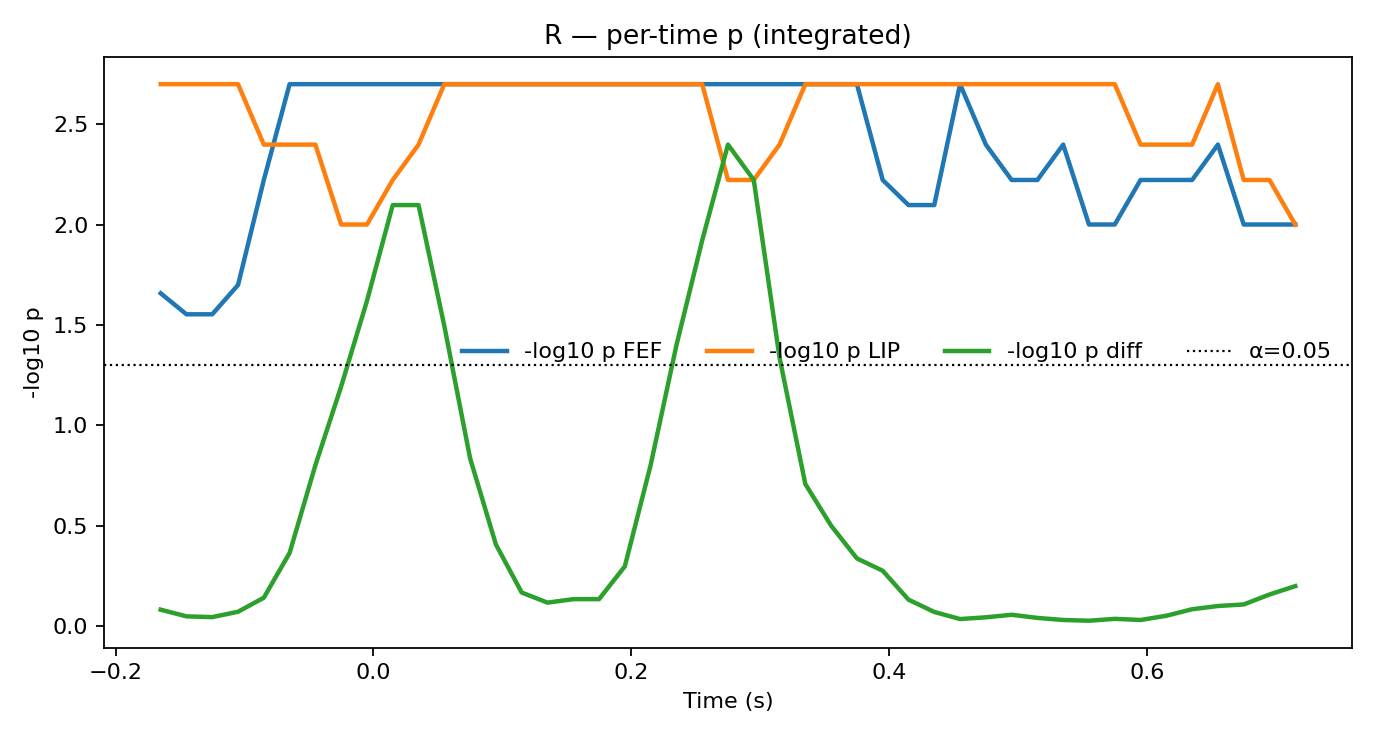 R — per-time p (integrated)
-log10 p
2.5
2.0
1.5
1.0
0.5
0.0
-log10 p FEF -log10 p LIP -log10 p diff α=0.05
−0.2 0.0 0.2 0.4 0.6
Time (s)